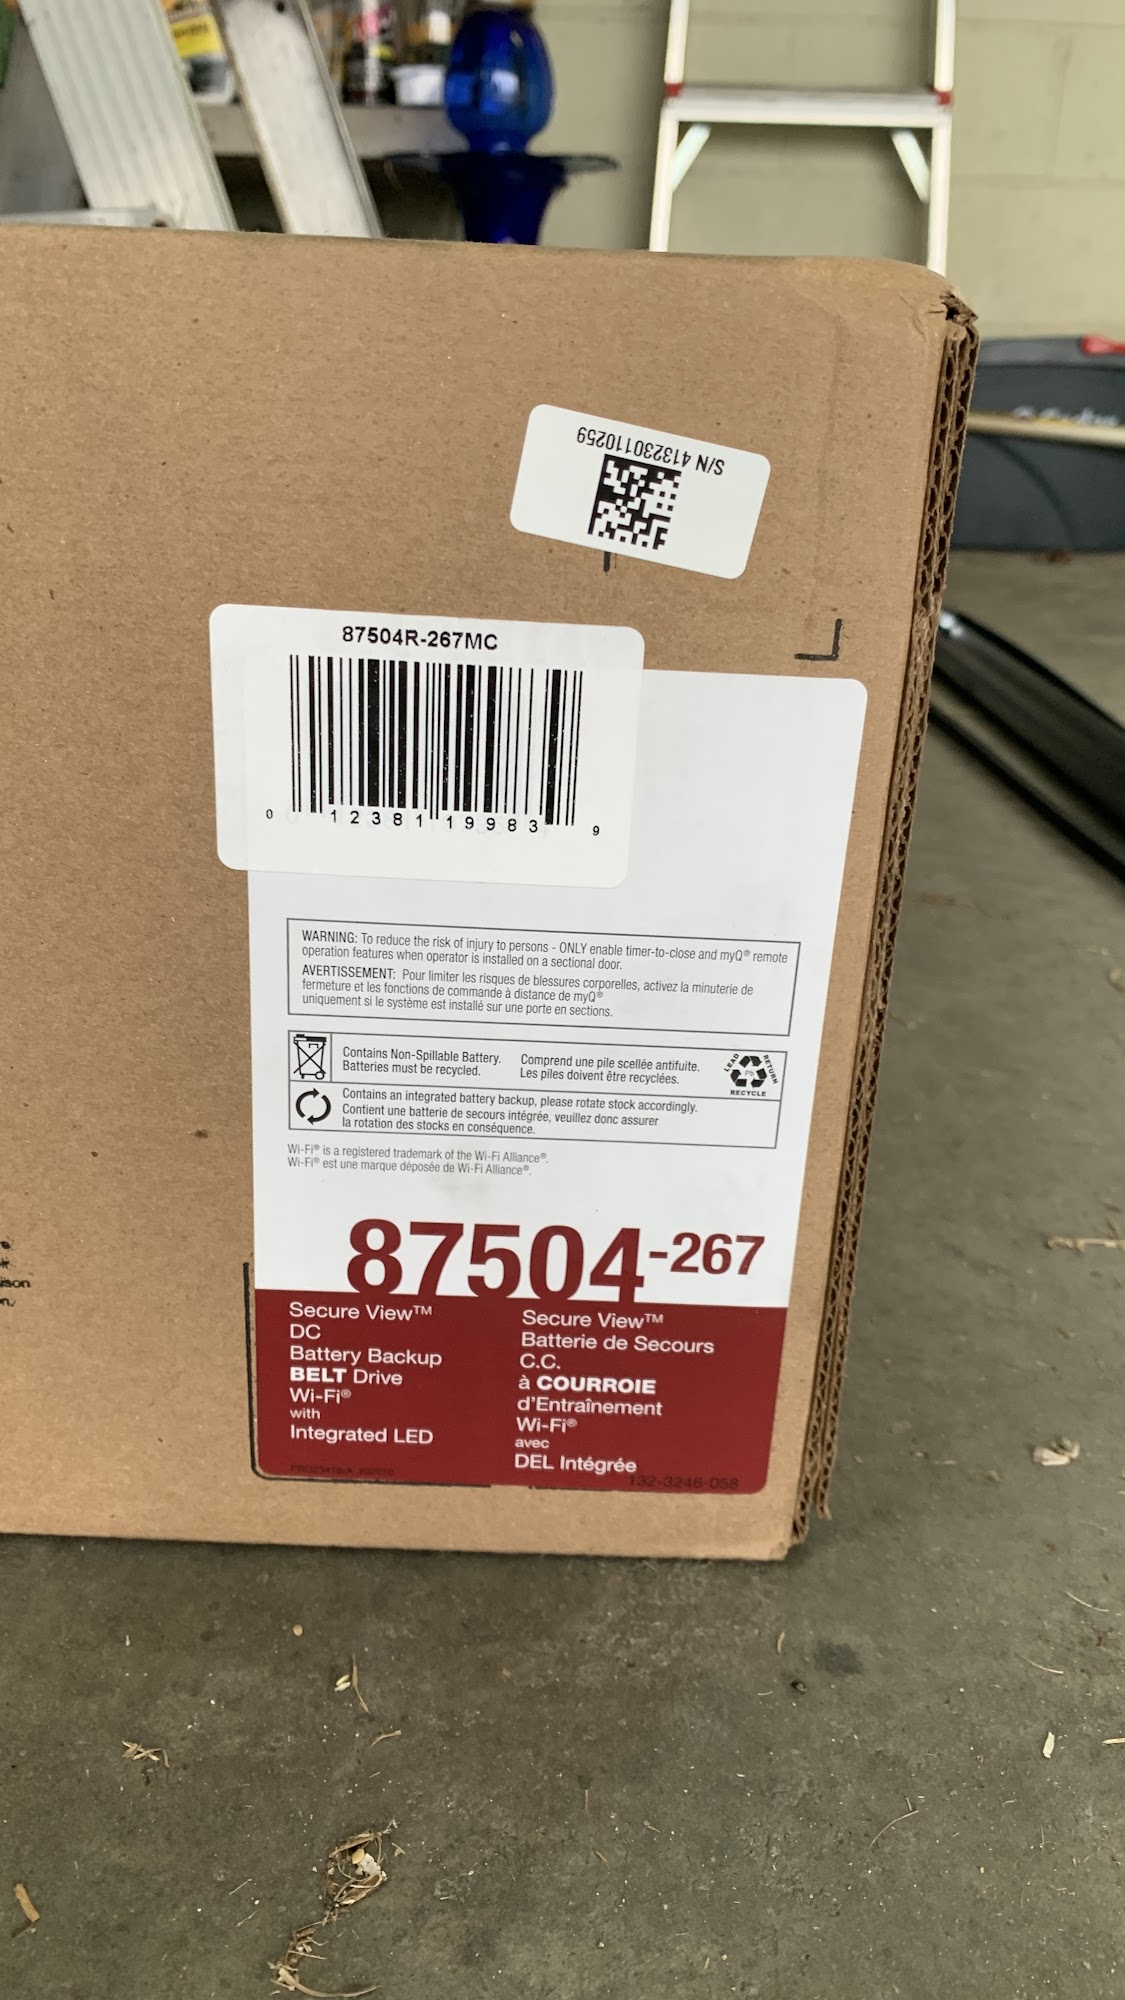 S/N 413230110259
87504R-267MC
0 12381 19983 9
WARNING: To reduce the risk of injury to persons - ONLY enable timer-to-close and myQ® remote
operation features when operator is installed on a sectional door.
AVERTISSEMENT: Pour limiter les risques de blessures corporelles, activez la minuterie de
fermeture et les fonctions de commande à distance de myQ®
uniquement si le système est installé sur une porte en sections.
Contains Non-Spillable Battery.
Batteries must be recycled.
Comprend une pile scellée antifuite.
Les piles doivent être recyclées.
LEAD
RETURN
Pb
RECYCLE
Contains an integrated battery backup, please rotate stock accordingly.
Contient une batterie de secours intégrée, veuillez donc assurer
la rotation des stocks en conséquence.
Wi-Fi® is a registered trademark of the Wi-Fi Alliance®.
Wi-Fi® est une marque déposée de Wi-Fi Alliance®.
87504-267
Secure View™
DC
Battery Backup
BELT Drive
Wi-Fi®
with
Integrated LED
Secure View™
Batterie de Secours
C.C.
à COURROIE
d'Entraînement
Wi-Fi®
avec
DEL Intégrée
132-3246-058